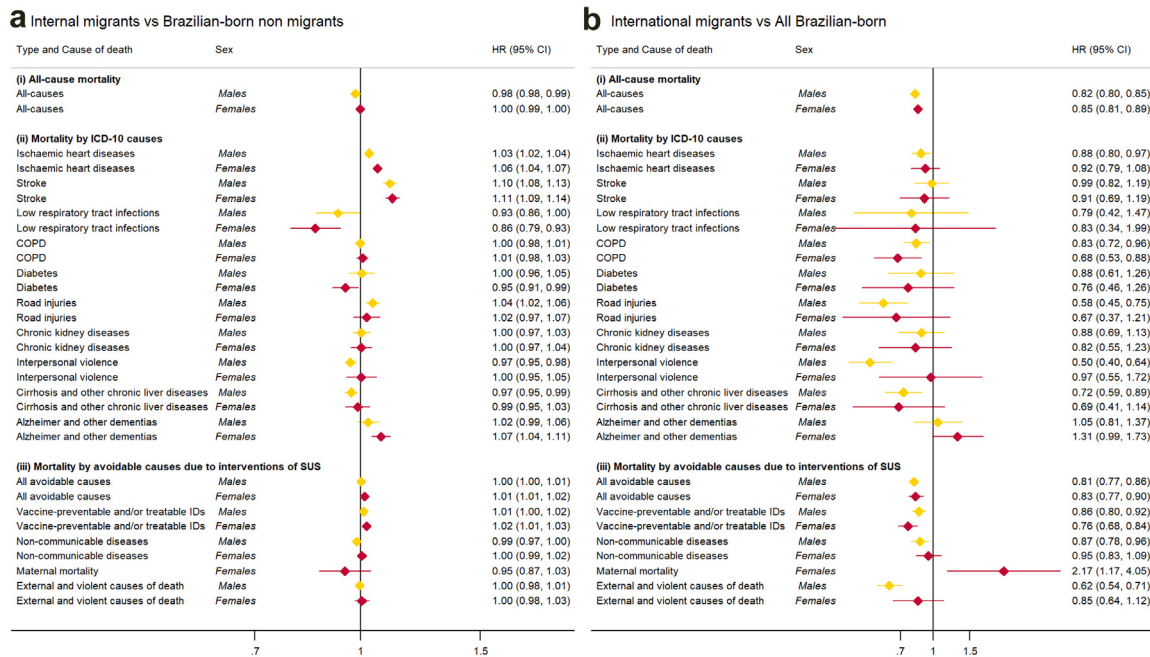 a Internal migrants vs Brazilian-born non migrants
Type and Cause of death Sex HR (95% CI)
(i) All-cause mortality
All-causes Males 0.98 (0.98, 0.99)
All-causes Females 1.00 (0.99, 1.00)
(ii) Mortality by ICD-10 causes
Ischaemic heart diseases Males 1.03 (1.02, 1.04)
Ischaemic heart diseases Females 1.06 (1.04, 1.07)
Stroke Males 1.10 (1.08, 1.13)
Stroke Females 1.11 (1.09, 1.14)
Low respiratory tract infections Males 0.93 (0.86, 1.00)
Low respiratory tract infections Females 0.86 (0.79, 0.93)
COPD Males 1.00 (0.98, 1.01)
COPD Females 1.01 (0.98, 1.03)
Diabetes Males 1.00 (0.96, 1.05)
Diabetes Females 0.95 (0.91, 0.99)
Road injuries Males 1.04 (1.02, 1.06)
Road injuries Females 1.02 (0.97, 1.07)
Chronic kidney diseases Males 1.00 (0.97, 1.03)
Chronic kidney diseases Females 1.00 (0.97, 1.04)
Interpersonal violence Males 0.97 (0.95, 0.98)
Interpersonal violence Females 1.00 (0.95, 1.05)
Cirrhosis and other chronic liver diseases Males 0.97 (0.95, 0.99)
Cirrhosis and other chronic liver diseases Females 0.99 (0.95, 1.03)
Alzheimer and other dementias Males 1.02 (0.99, 1.06)
Alzheimer and other dementias Females 1.07 (1.04, 1.11)
(iii) Mortality by avoidable causes due to interventions of SUS
All avoidable causes Males 1.00 (1.00, 1.01)
All avoidable causes Females 1.01 (1.01, 1.02)
Vaccine-preventable and/or treatable IDs Males 1.01 (1.00, 1.02)
Vaccine-preventable and/or treatable IDs Females 1.02 (1.01, 1.03)
Non-communicable diseases Males 0.99 (0.97, 1.00)
Non-communicable diseases Females 1.00 (0.99, 1.02)
Maternal mortality Females 0.95 (0.87, 1.03)
External and violent causes of death Males 1.00 (0.98, 1.01)
External and violent causes of death Females 1.00 (0.98, 1.03)
.7 1 1.5
b International migrants vs All Brazilian-born
Type and Cause of death Sex HR (95% CI)
(i) All-cause mortality
All-causes Males 0.82 (0.80, 0.85)
All-causes Females 0.85 (0.81, 0.89)
(ii) Mortality by ICD-10 causes
Ischaemic heart diseases Males 0.88 (0.80, 0.97)
Ischaemic heart diseases Females 0.92 (0.79, 1.08)
Stroke Males 0.99 (0.82, 1.19)
Stroke Females 0.91 (0.69, 1.19)
Low respiratory tract infections Males 0.79 (0.42, 1.47)
Low respiratory tract infections Females 0.83 (0.34, 1.99)
COPD Males 0.83 (0.72, 0.96)
COPD Females 0.68 (0.53, 0.88)
Diabetes Males 0.88 (0.61, 1.26)
Diabetes Females 0.76 (0.46, 1.26)
Road injuries Males 0.58 (0.45, 0.75)
Road injuries Females 0.67 (0.37, 1.21)
Chronic kidney diseases Males 0.88 (0.69, 1.13)
Chronic kidney diseases Females 0.82 (0.55, 1.23)
Interpersonal violence Males 0.50 (0.40, 0.64)
Interpersonal violence Females 0.97 (0.55, 1.72)
Cirrhosis and other chronic liver diseases Males 0.72 (0.59, 0.89)
Cirrhosis and other chronic liver diseases Females 0.69 (0.41, 1.14)
Alzheimer and other dementias Males 1.05 (0.81, 1.37)
Alzheimer and other dementias Females 1.31 (0.99, 1.73)
(iii) Mortality by avoidable causes due to interventions of SUS
All avoidable causes Males 0.81 (0.77, 0.86)
All avoidable causes Females 0.83 (0.77, 0.90)
Vaccine-preventable and/or treatable IDs Males 0.86 (0.80, 0.92)
Vaccine-preventable and/or treatable IDs Females 0.76 (0.68, 0.84)
Non-communicable diseases Males 0.87 (0.78, 0.96)
Non-communicable diseases Females 0.95 (0.83, 1.09)
Maternal mortality Females 2.17 (1.17, 4.05)
External and violent causes of death Males 0.62 (0.54, 0.71)
External and violent causes of death Females 0.85 (0.64, 1.12)
.7 1 1.5